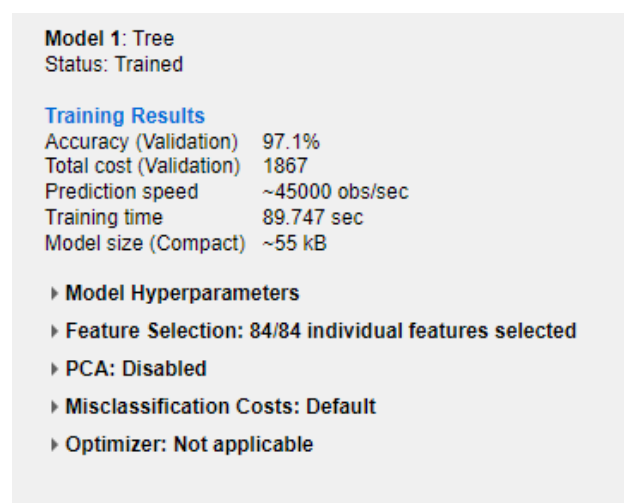 Model 1: Tree
Status: Trained
Training Results
Accuracy (Validation) 97.1%
Total cost (Validation) 1867
Prediction speed ~45000 obs/sec
Training time 89.747 sec
Model size (Compact) ~55 kB
Model Hyperparameters
Feature Selection: 84/84 individual features selected
PCA: Disabled
Misclassification Costs: Default
Optimizer: Not applicable